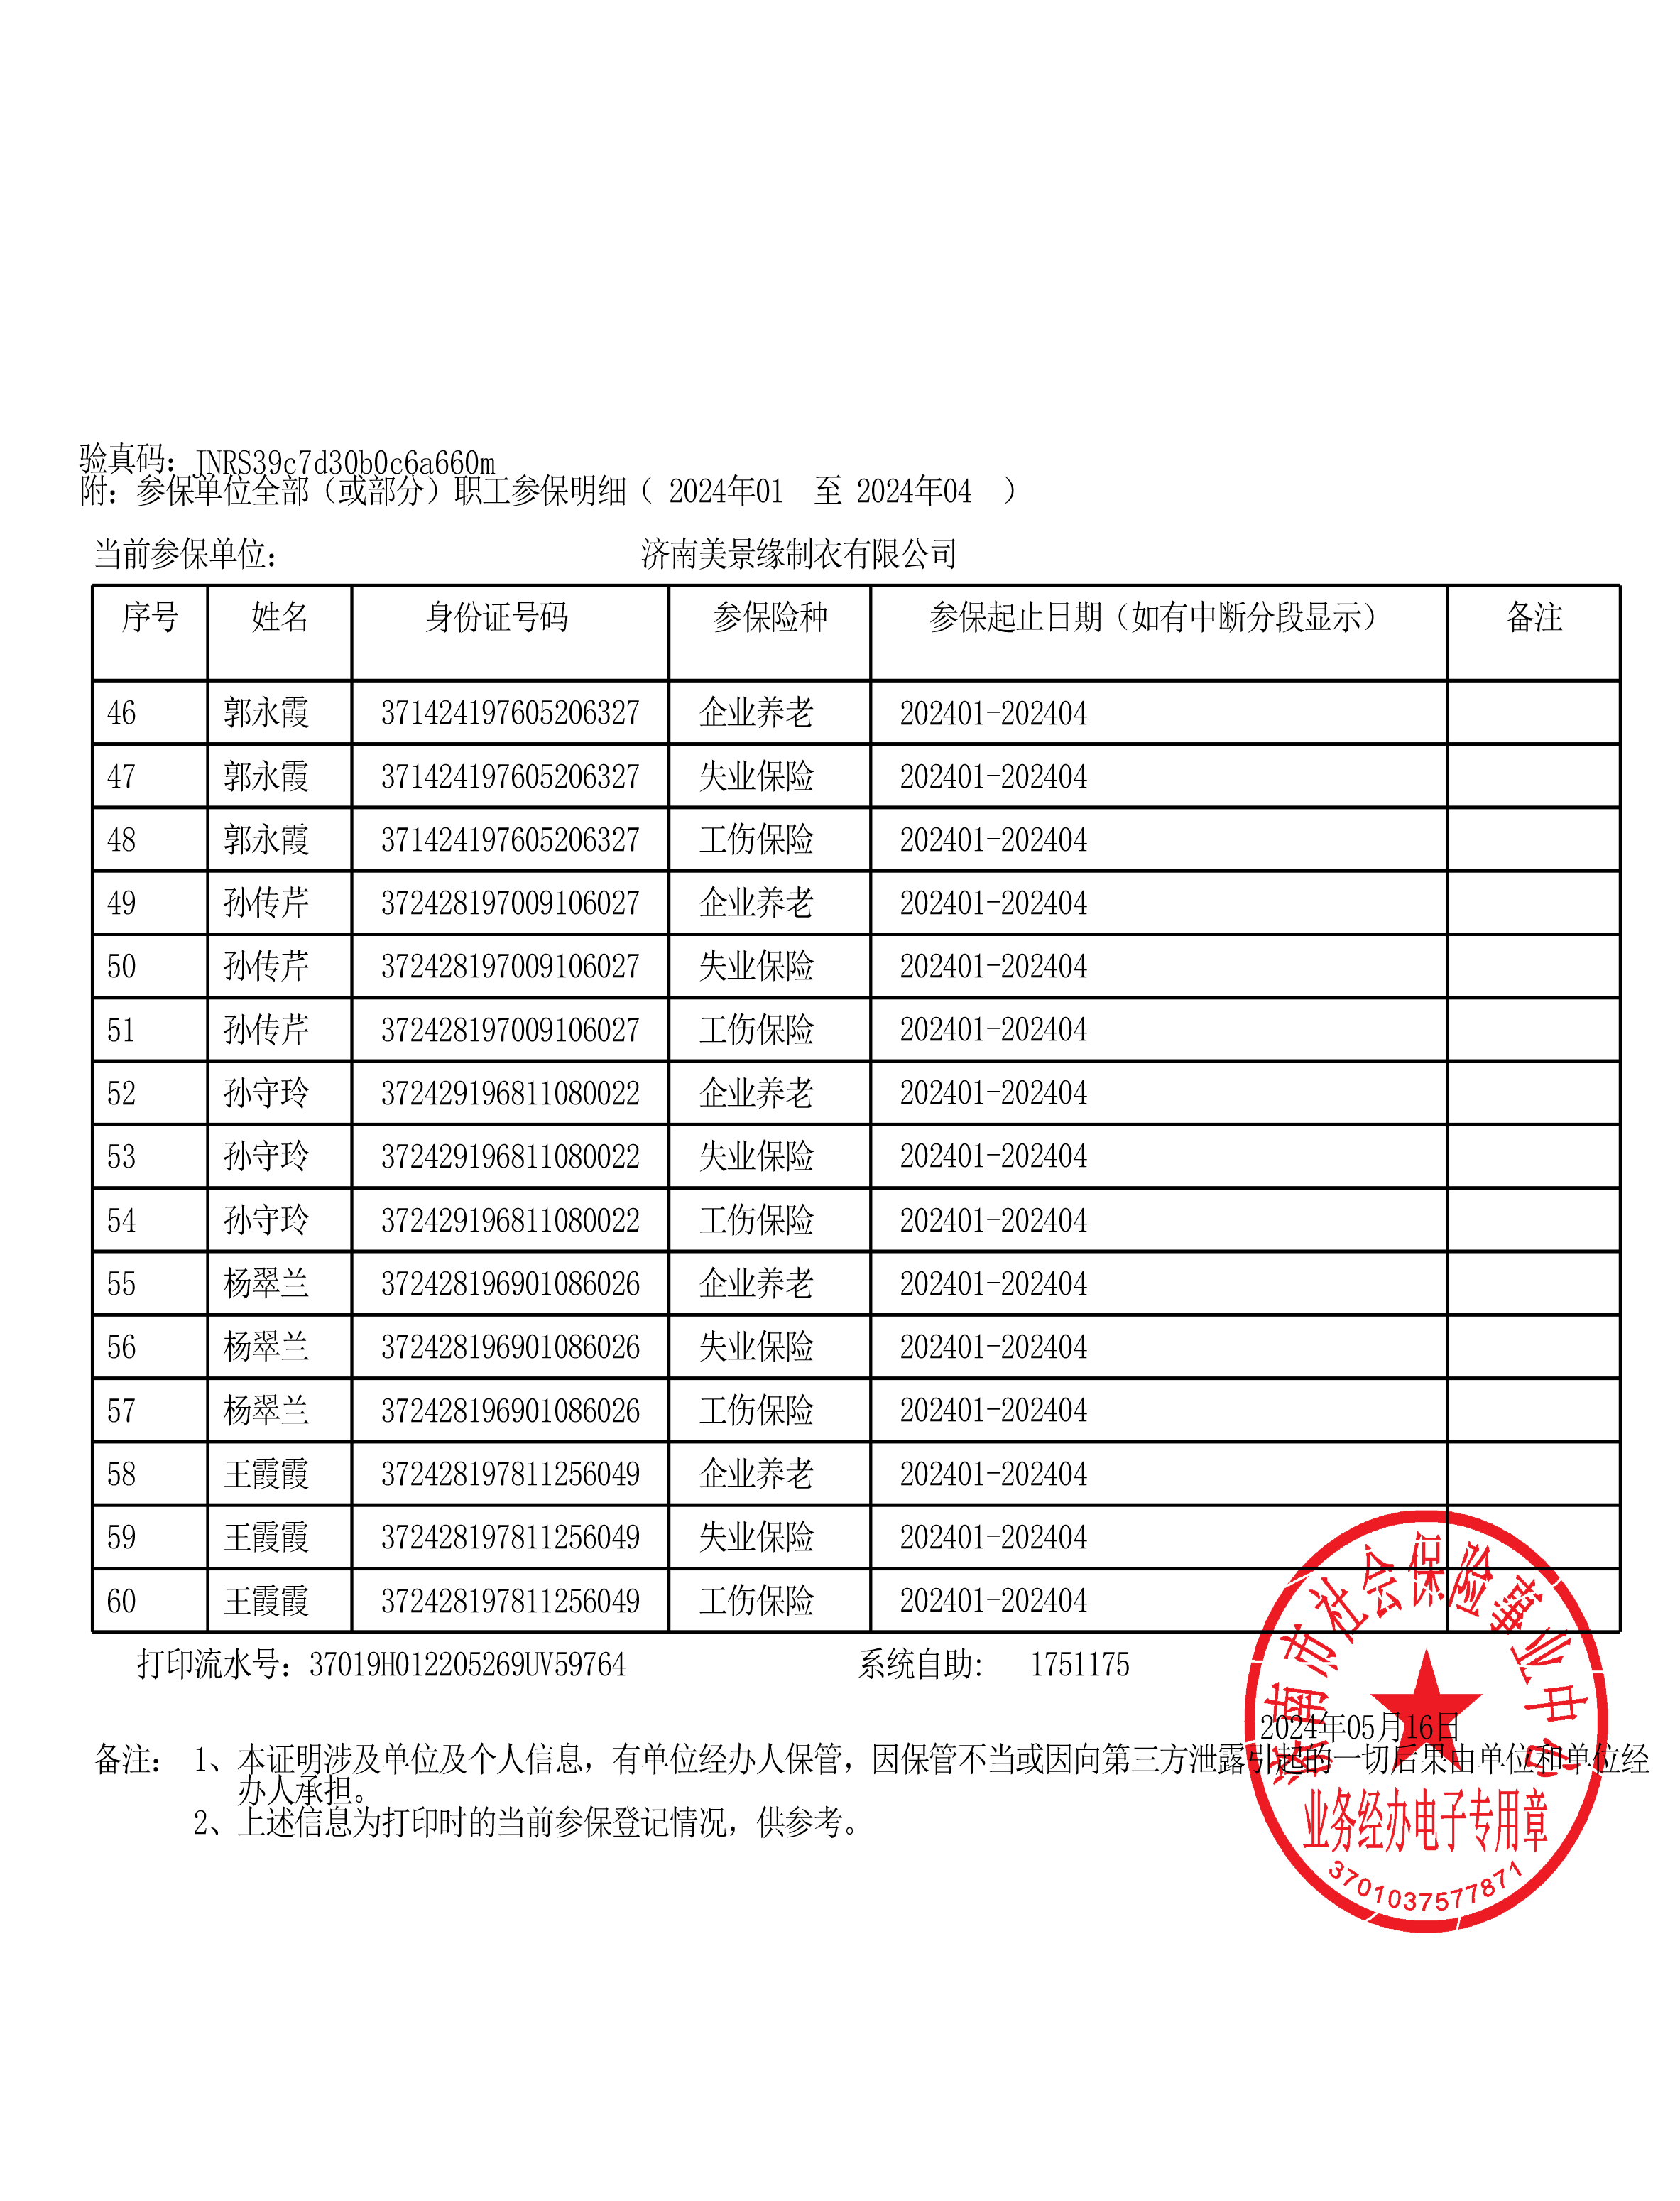 验真码：JNRS39c7d30b0c6a660m
附：参保单位全部（或部分）职工参保明细（ 2024年01 至 2024年04 ）
当前参保单位： 济南美景缘制衣有限公司
序号 姓名 身份证号码 参保险种 参保起止日期（如有中断分段显示） 备注
46 郭永霞 371424197605206327 企业养老 202401-202404
47 郭永霞 371424197605206327 失业保险 202401-202404
48 郭永霞 371424197605206327 工伤保险 202401-202404
49 孙传芹 372428197009106027 企业养老 202401-202404
50 孙传芹 372428197009106027 失业保险 202401-202404
51 孙传芹 372428197009106027 工伤保险 202401-202404
52 孙守玲 372429196811080022 企业养老 202401-202404
53 孙守玲 372429196811080022 失业保险 202401-202404
54 孙守玲 372429196811080022 工伤保险 202401-202404
55 杨翠兰 372428196901086026 企业养老 202401-202404
56 杨翠兰 372428196901086026 失业保险 202401-202404
57 杨翠兰 372428196901086026 工伤保险 202401-202404
58 王霞霞 372428197811256049 企业养老 202401-202404
59 王霞霞 372428197811256049 失业保险 202401-202404
60 王霞霞 372428197811256049 工伤保险 202401-202404
打印流水号：37019H012205269UV59764 系统自助: 1751175
2024年05月16日
备注： 1、本证明涉及单位及个人信息，有单位经办人保管，因保管不当或因向第三方泄露引起的一切后果由单位和单位经
办人承担。
2、上述信息为打印时的当前参保登记情况，供参考。
济南市社会保险事业中心
业务经办电子专用章
3701037577871